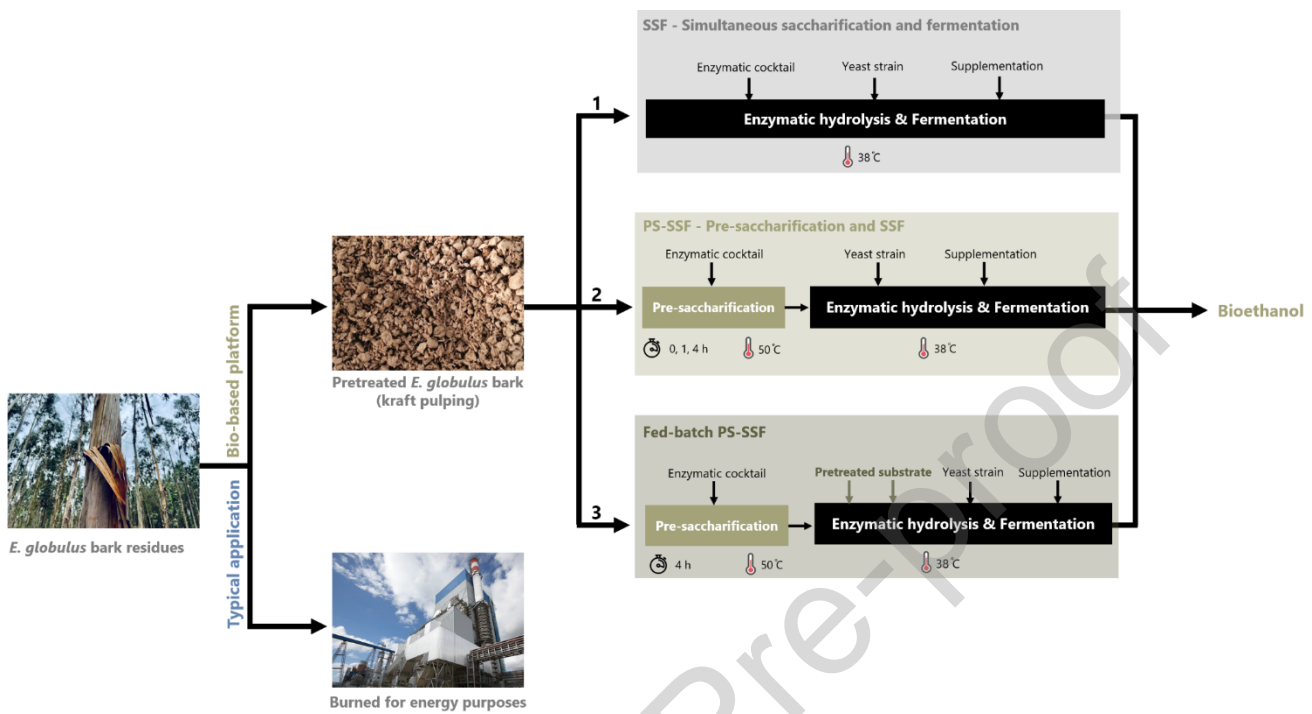 SSF - Simultaneous saccharification and fermentation
Enzymatic cocktail
Yeast strain
Supplementation
1
Enzymatic hydrolysis & Fermentation
38°C
PS-SSF - Pre-saccharification and SSF
Enzymatic cocktail
Yeast strain
Supplementation
2
Pre-saccharification
Enzymatic hydrolysis & Fermentation
Bioethanol
0, 1, 4 h
50°C
38°C
Pretreated E. globulus bark
(kraft pulping)
Bio-based platform
Fed-batch PS-SSF
Enzymatic cocktail
Pretreated substrate
Yeast strain
Supplementation
3
Pre-saccharification
Enzymatic hydrolysis & Fermentation
4 h
50°C
38°C
E. globulus bark residues
Typical application
Burned for energy purposes
Pre-proof